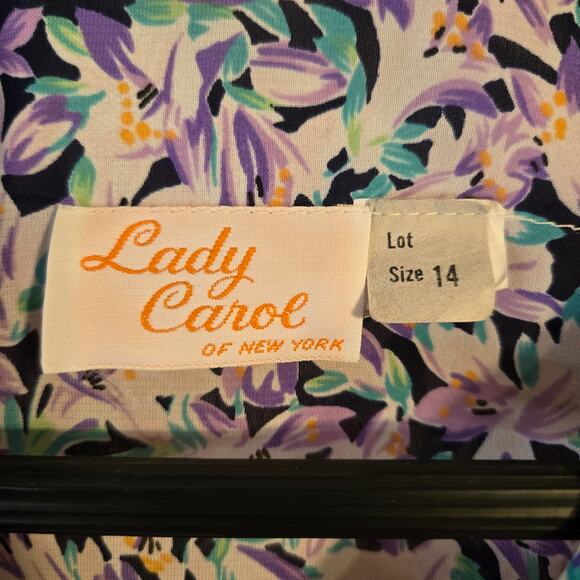 Lady
Carol
OF NEW YORK
Lot
Size 14